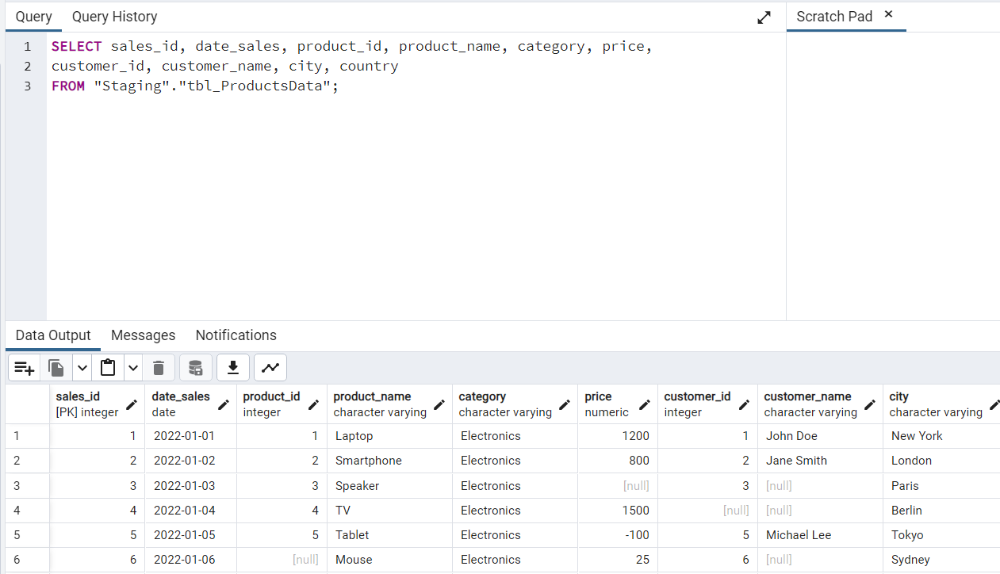 Query Query History Scratch Pad ×
1 SELECT sales_id, date_sales, product_id, product_name, category, price,
2 customer_id, customer_name, city, country
3 FROM "Staging"."tbl_ProductsData";
Data Output Messages Notifications
sales_id date_sales product_id product_name category price customer_id customer_name city
[PK] integer date integer character varying character varying numeric integer character varying character varying
1 1 2022-01-01 1 Laptop Electronics 1200 1 John Doe New York
2 2 2022-01-02 2 Smartphone Electronics 800 2 Jane Smith London
3 3 2022-01-03 3 Speaker Electronics [null] 3 [null] Paris
4 4 2022-01-04 4 TV Electronics 1500 [null] [null] Berlin
5 5 2022-01-05 5 Tablet Electronics -100 5 Michael Lee Tokyo
6 6 2022-01-06 [null] Mouse Electronics 25 6 [null] Sydney